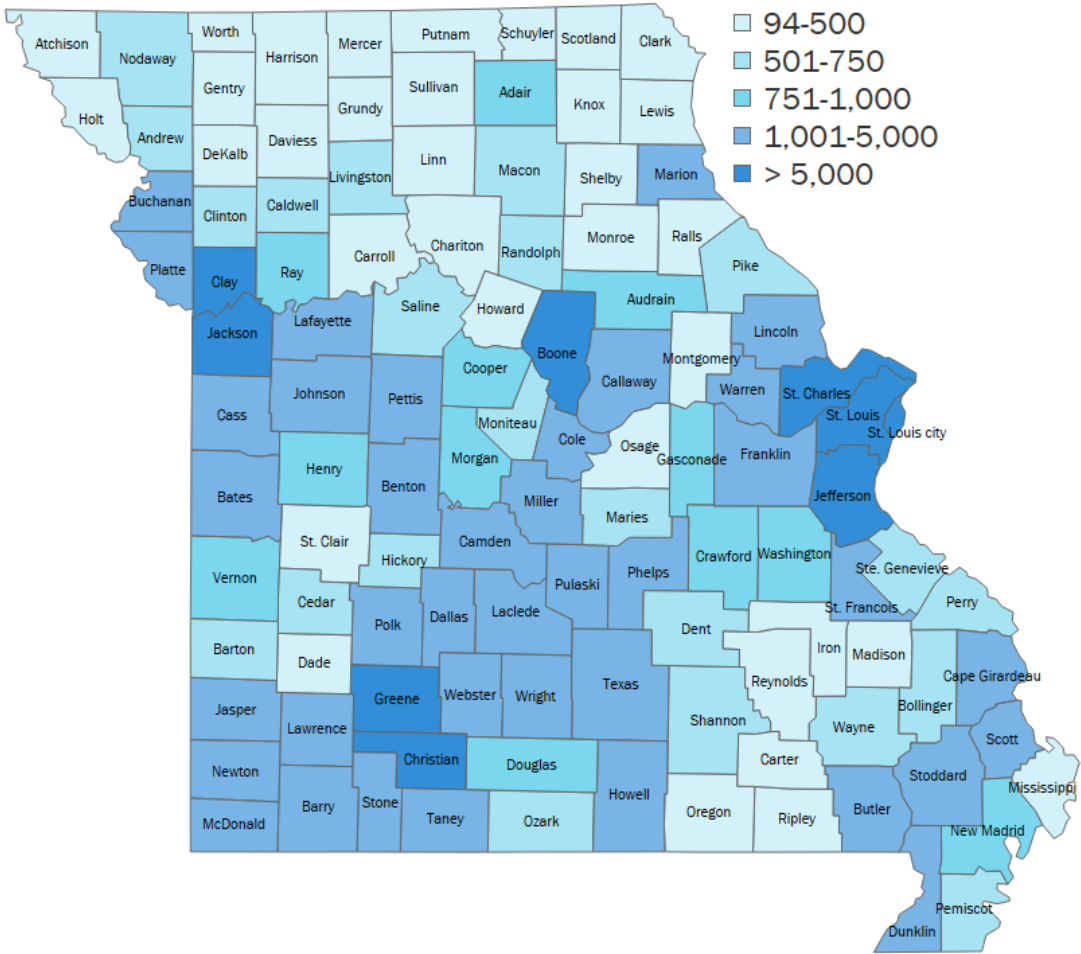 94-500
501-750
751-1,000
1,001-5,000
> 5,000
Atchison
Nodaway
Worth
Harrison
Mercer
Putnam
Schuyler
Scotland
Clark
Gentry
Sullivan
Adair
Knox
Lewis
Holt
Andrew
DeKalb
Daviess
Grundy
Linn
Macon
Shelby
Marion
Livingston
Buchanan
Clinton
Caldwell
Chariton
Randolph
Monroe
Ralls
Pike
Platte
Clay
Ray
Carroll
Saline
Howard
Audrain
Jackson
Lafayette
Boone
Montgomery
Lincoln
Cooper
Callaway
Warren
St. Charles
Cass
Johnson
Pettis
Moniteau
Cole
Osage
Gasconade
Franklin
St. Louis
St. Louis city
Henry
Morgan
Bates
Benton
Miller
Maries
Jefferson
St. Clair
Hickory
Camden
Crawford
Washington
Ste. Genevieve
Vernon
Cedar
Pulaski
Phelps
St. Francois
Perry
Polk
Dallas
Laclede
Dent
Iron
Madison
Barton
Dade
Reynolds
Cape Girardeau
Greene
Webster
Wright
Texas
Shannon
Wayne
Bollinger
Jasper
Lawrence
Christian
Douglas
Carter
Scott
Newton
Stoddard
Mississippi
McDonald
Barry
Stone
Taney
Ozark
Howell
Oregon
Ripley
Butler
New Madrid
Pemiscot
Dunklin